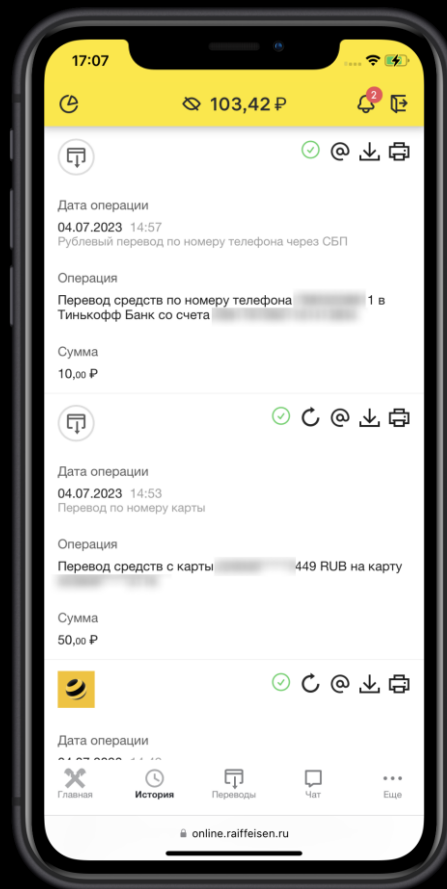 17:07
103,42 ₽
2
Дата операции
04.07.2023 14:57
Рублевый перевод по номеру телефона через СБП
Операция
Перевод средств по номеру телефона 1 в
Тинькофф Банк со счета
Сумма
10,00 ₽
Дата операции
04.07.2023 14:53
Перевод по номеру карты
Операция
Перевод средств с карты 449 RUB на карту
Сумма
50,00 ₽
Дата операции
Главная
История
Переводы
Чат
Еще
online.raiffeisen.ru